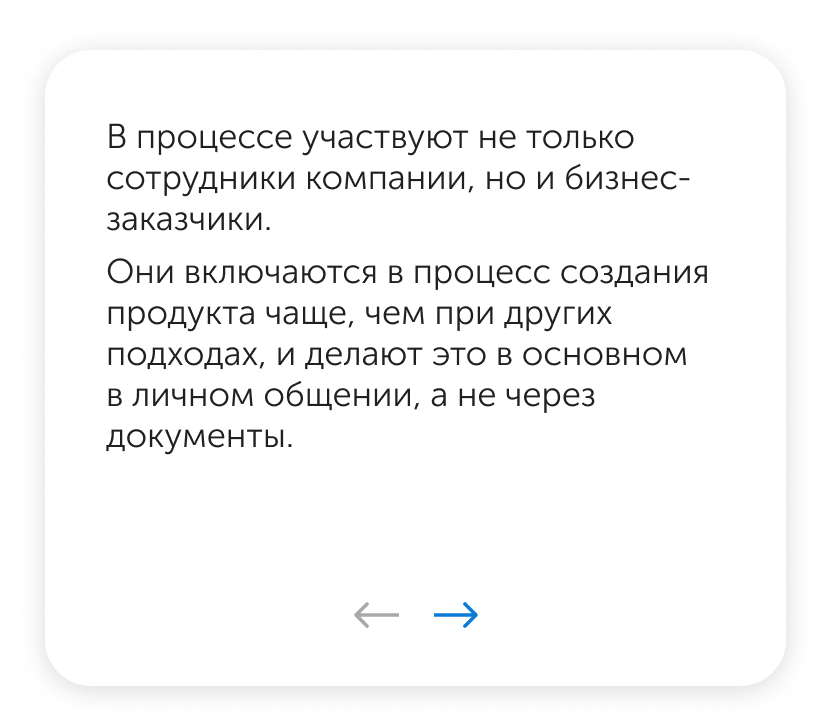 В процессе участвуют не только
сотрудники компании, но и бизнес-
заказчики.
Они включаются в процесс создания
продукта чаще, чем при других
подходах, и делают это в основном
в личном общении, а не через
документы.